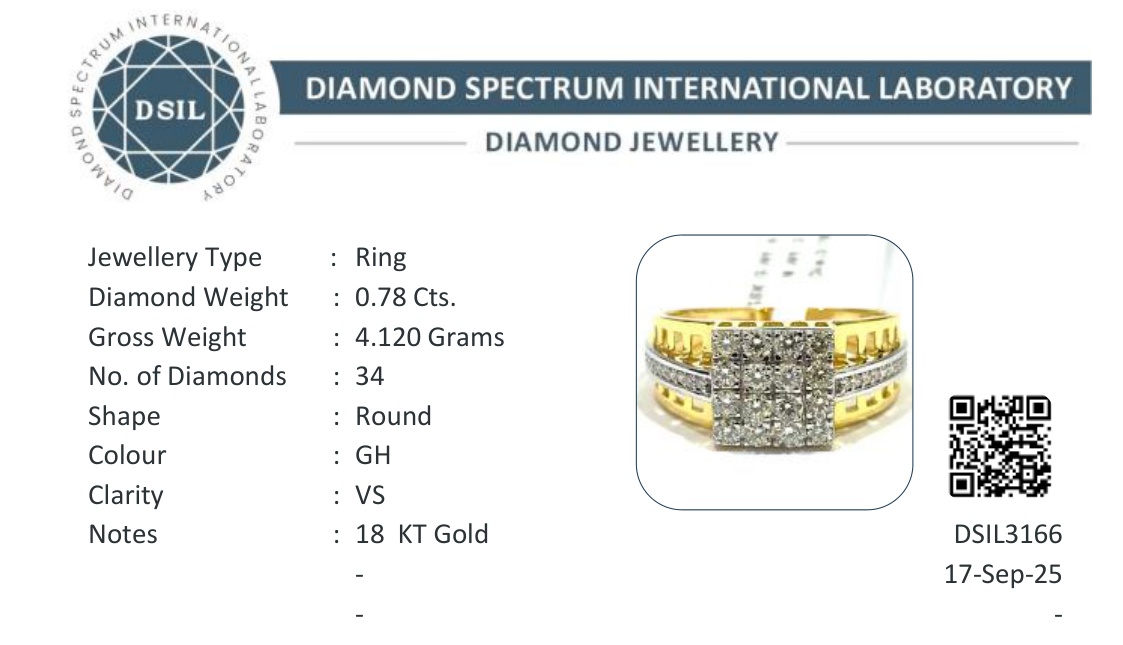 DIAMOND SPECTRUM INTERNATIONAL LABORATORY
DSIL
DIAMOND SPECTRUM INTERNATIONAL LABORATORY
DIAMOND JEWELLERY
Jewellery Type : Ring
Diamond Weight : 0.78 Cts.
Gross Weight : 4.120 Grams
No. of Diamonds : 34
Shape : Round
Colour : GH
Clarity : VS
Notes : 18 KT Gold
-
-
DSIL3166
17-Sep-25
-